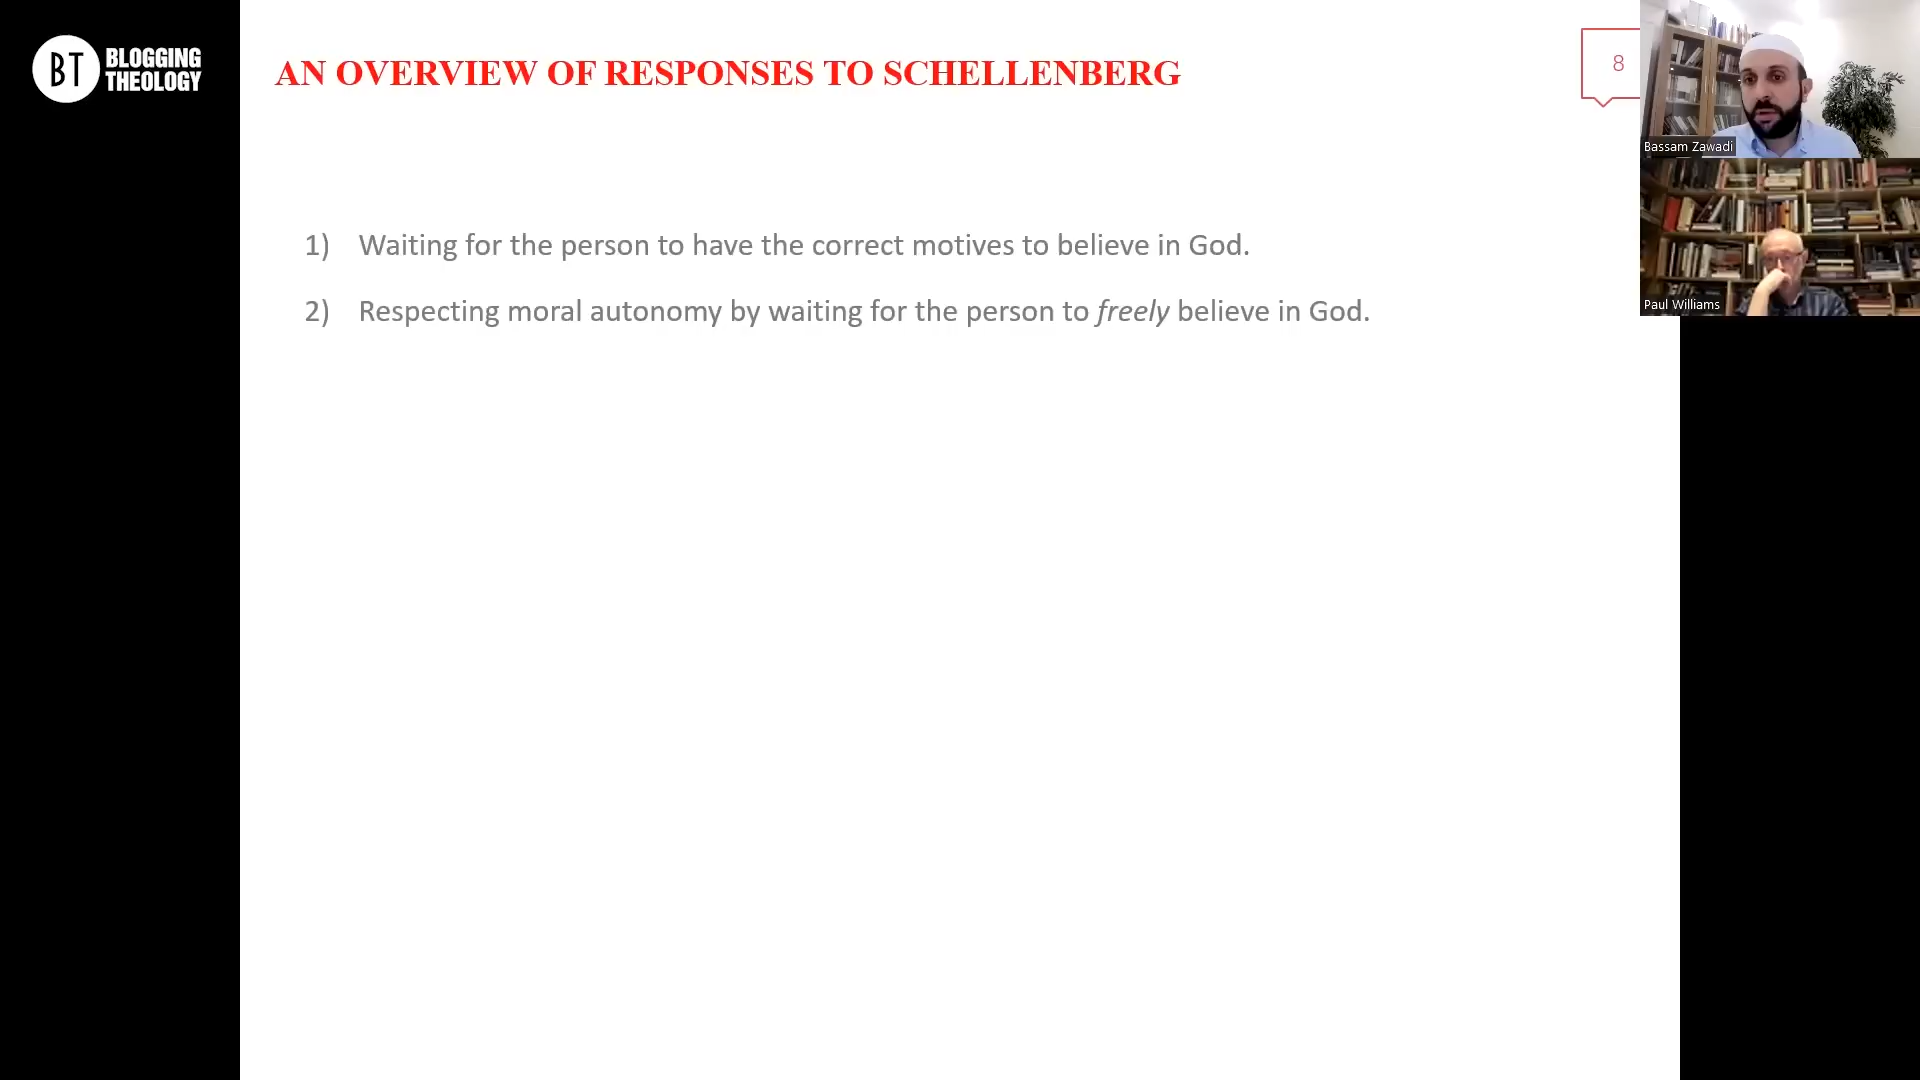 BT BLOGGING
THEOLOGY
AN OVERVIEW OF RESPONSES TO SCHELLENBERG
8
Bassam Zawadi
1) Waiting for the person to have the correct motives to believe in God.
Paul Williams
2) Respecting moral autonomy by waiting for the person to freely believe in God.